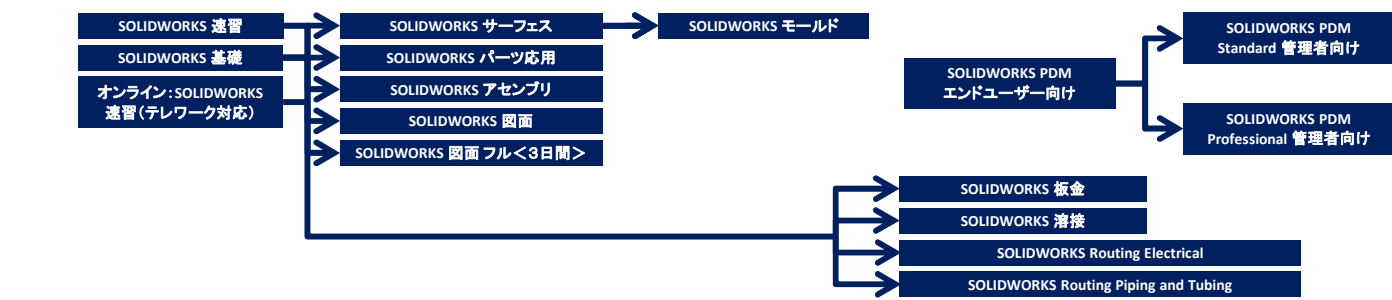 SOLIDWORKS 速習
SOLIDWORKS 基礎
オンライン：SOLIDWORKS
速習（テレワーク対応）
SOLIDWORKS サーフェス
SOLIDWORKS パーツ応用
SOLIDWORKS アセンブリ
SOLIDWORKS 図面
SOLIDWORKS 図面 フル＜３日間＞
SOLIDWORKS モールド
SOLIDWORKS PDM
エンドユーザー向け
SOLIDWORKS PDM
Standard 管理者向け
SOLIDWORKS PDM
Professional 管理者向け
SOLIDWORKS 板金
SOLIDWORKS 溶接
SOLIDWORKS Routing Electrical
SOLIDWORKS Routing Piping and Tubing